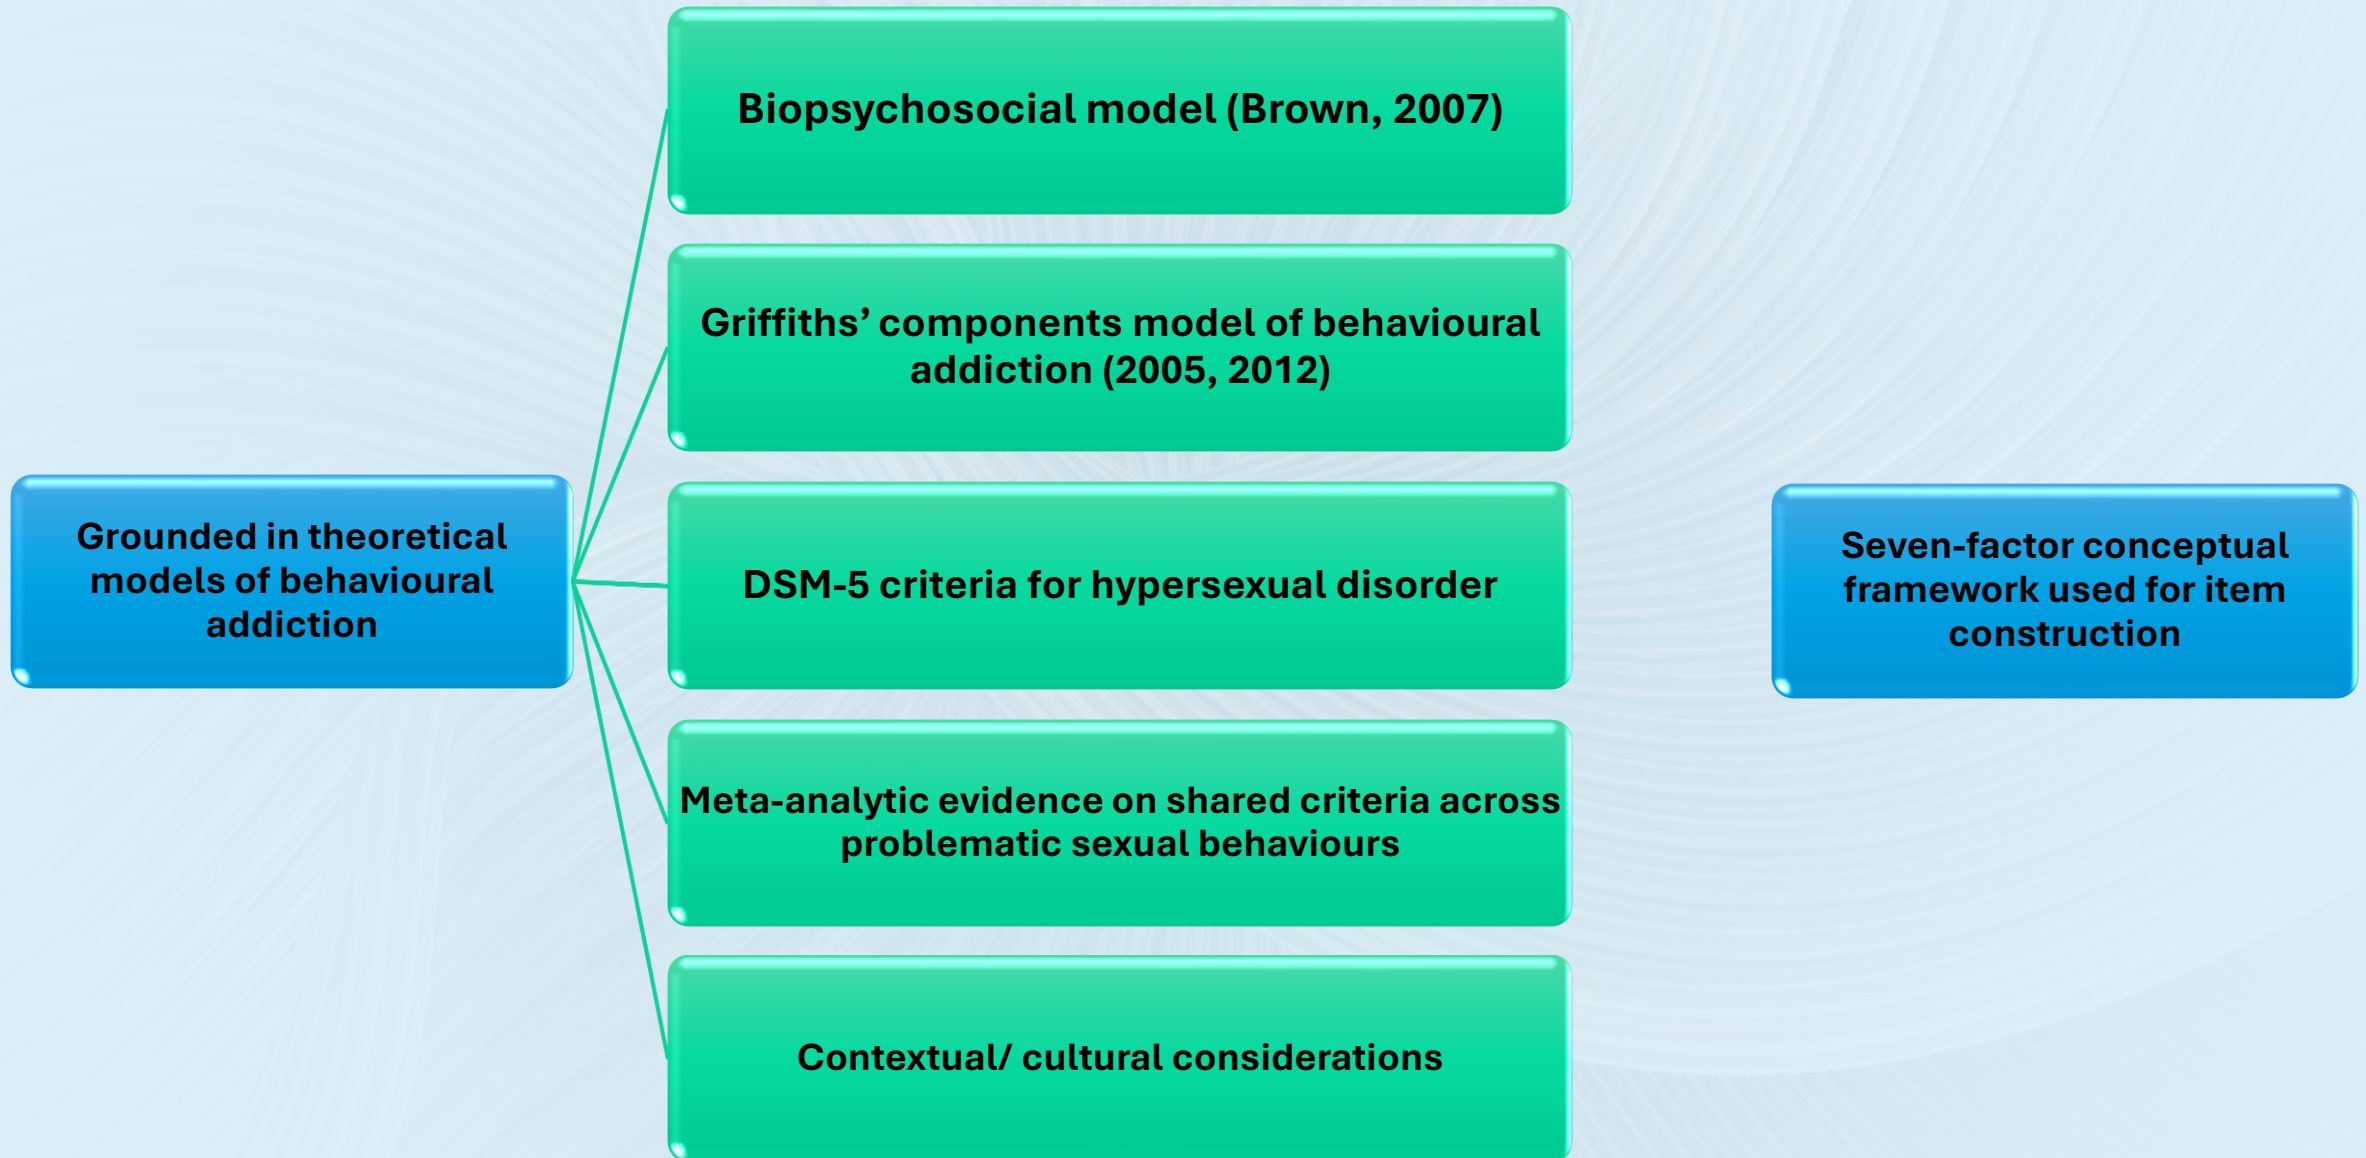 Biopsychosocial model (Brown, 2007)
Griffiths’ components model of behavioural
addiction (2005, 2012)
Grounded in theoretical
models of behavioural
addiction
DSM-5 criteria for hypersexual disorder
Seven-factor conceptual
framework used for item
construction
Meta-analytic evidence on shared criteria across
problematic sexual behaviours
Contextual/ cultural considerations